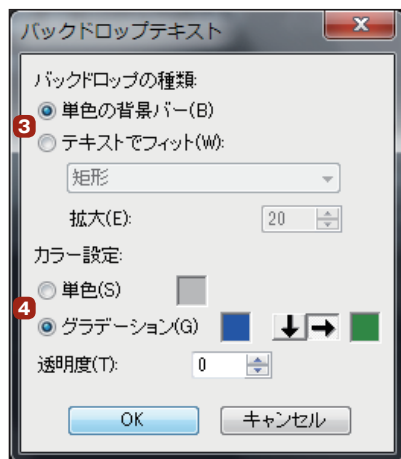 バックドロップテキスト
バックドロップの種類:
単色の背景バー(B)
3
テキストでフィット(W):
矩形
拡大(E): 20
カラー設定:
単色(S)
4
グラデーション(G)
透明度(T): 0
OK キャンセル